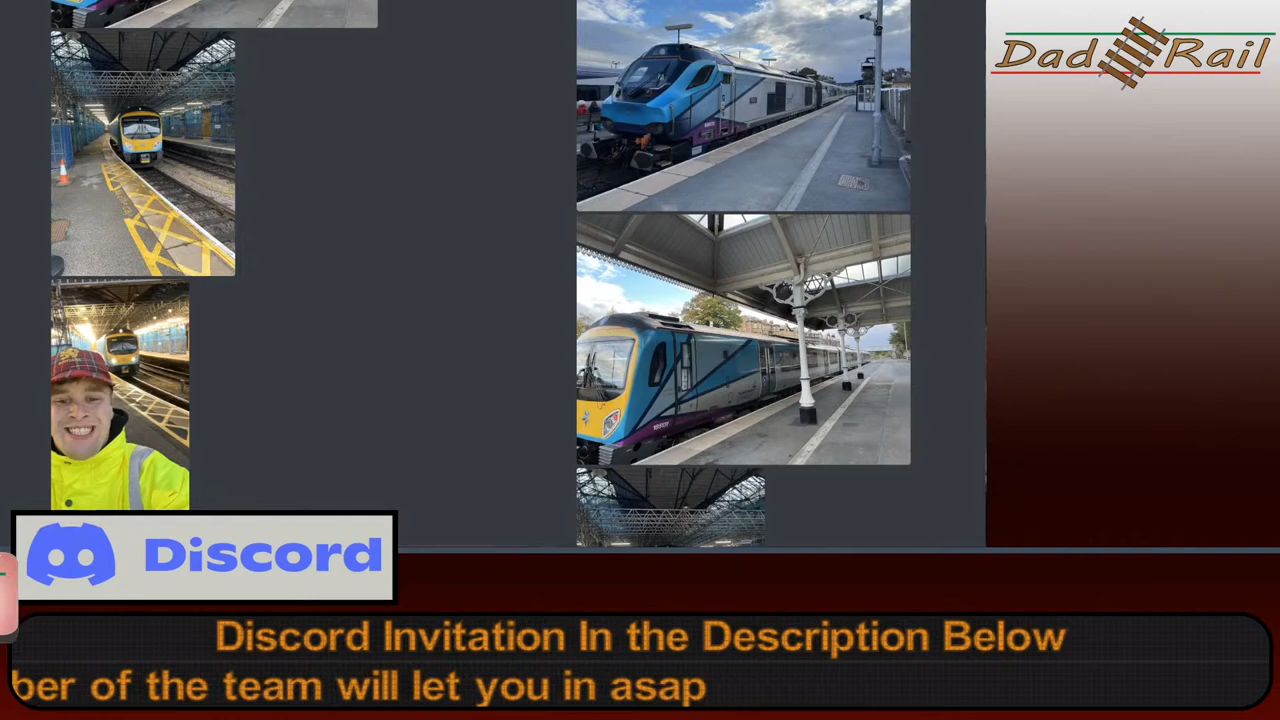 Dad Rail
Discord
Discord Invitation In the Description Below
ber of the team will let you in asap